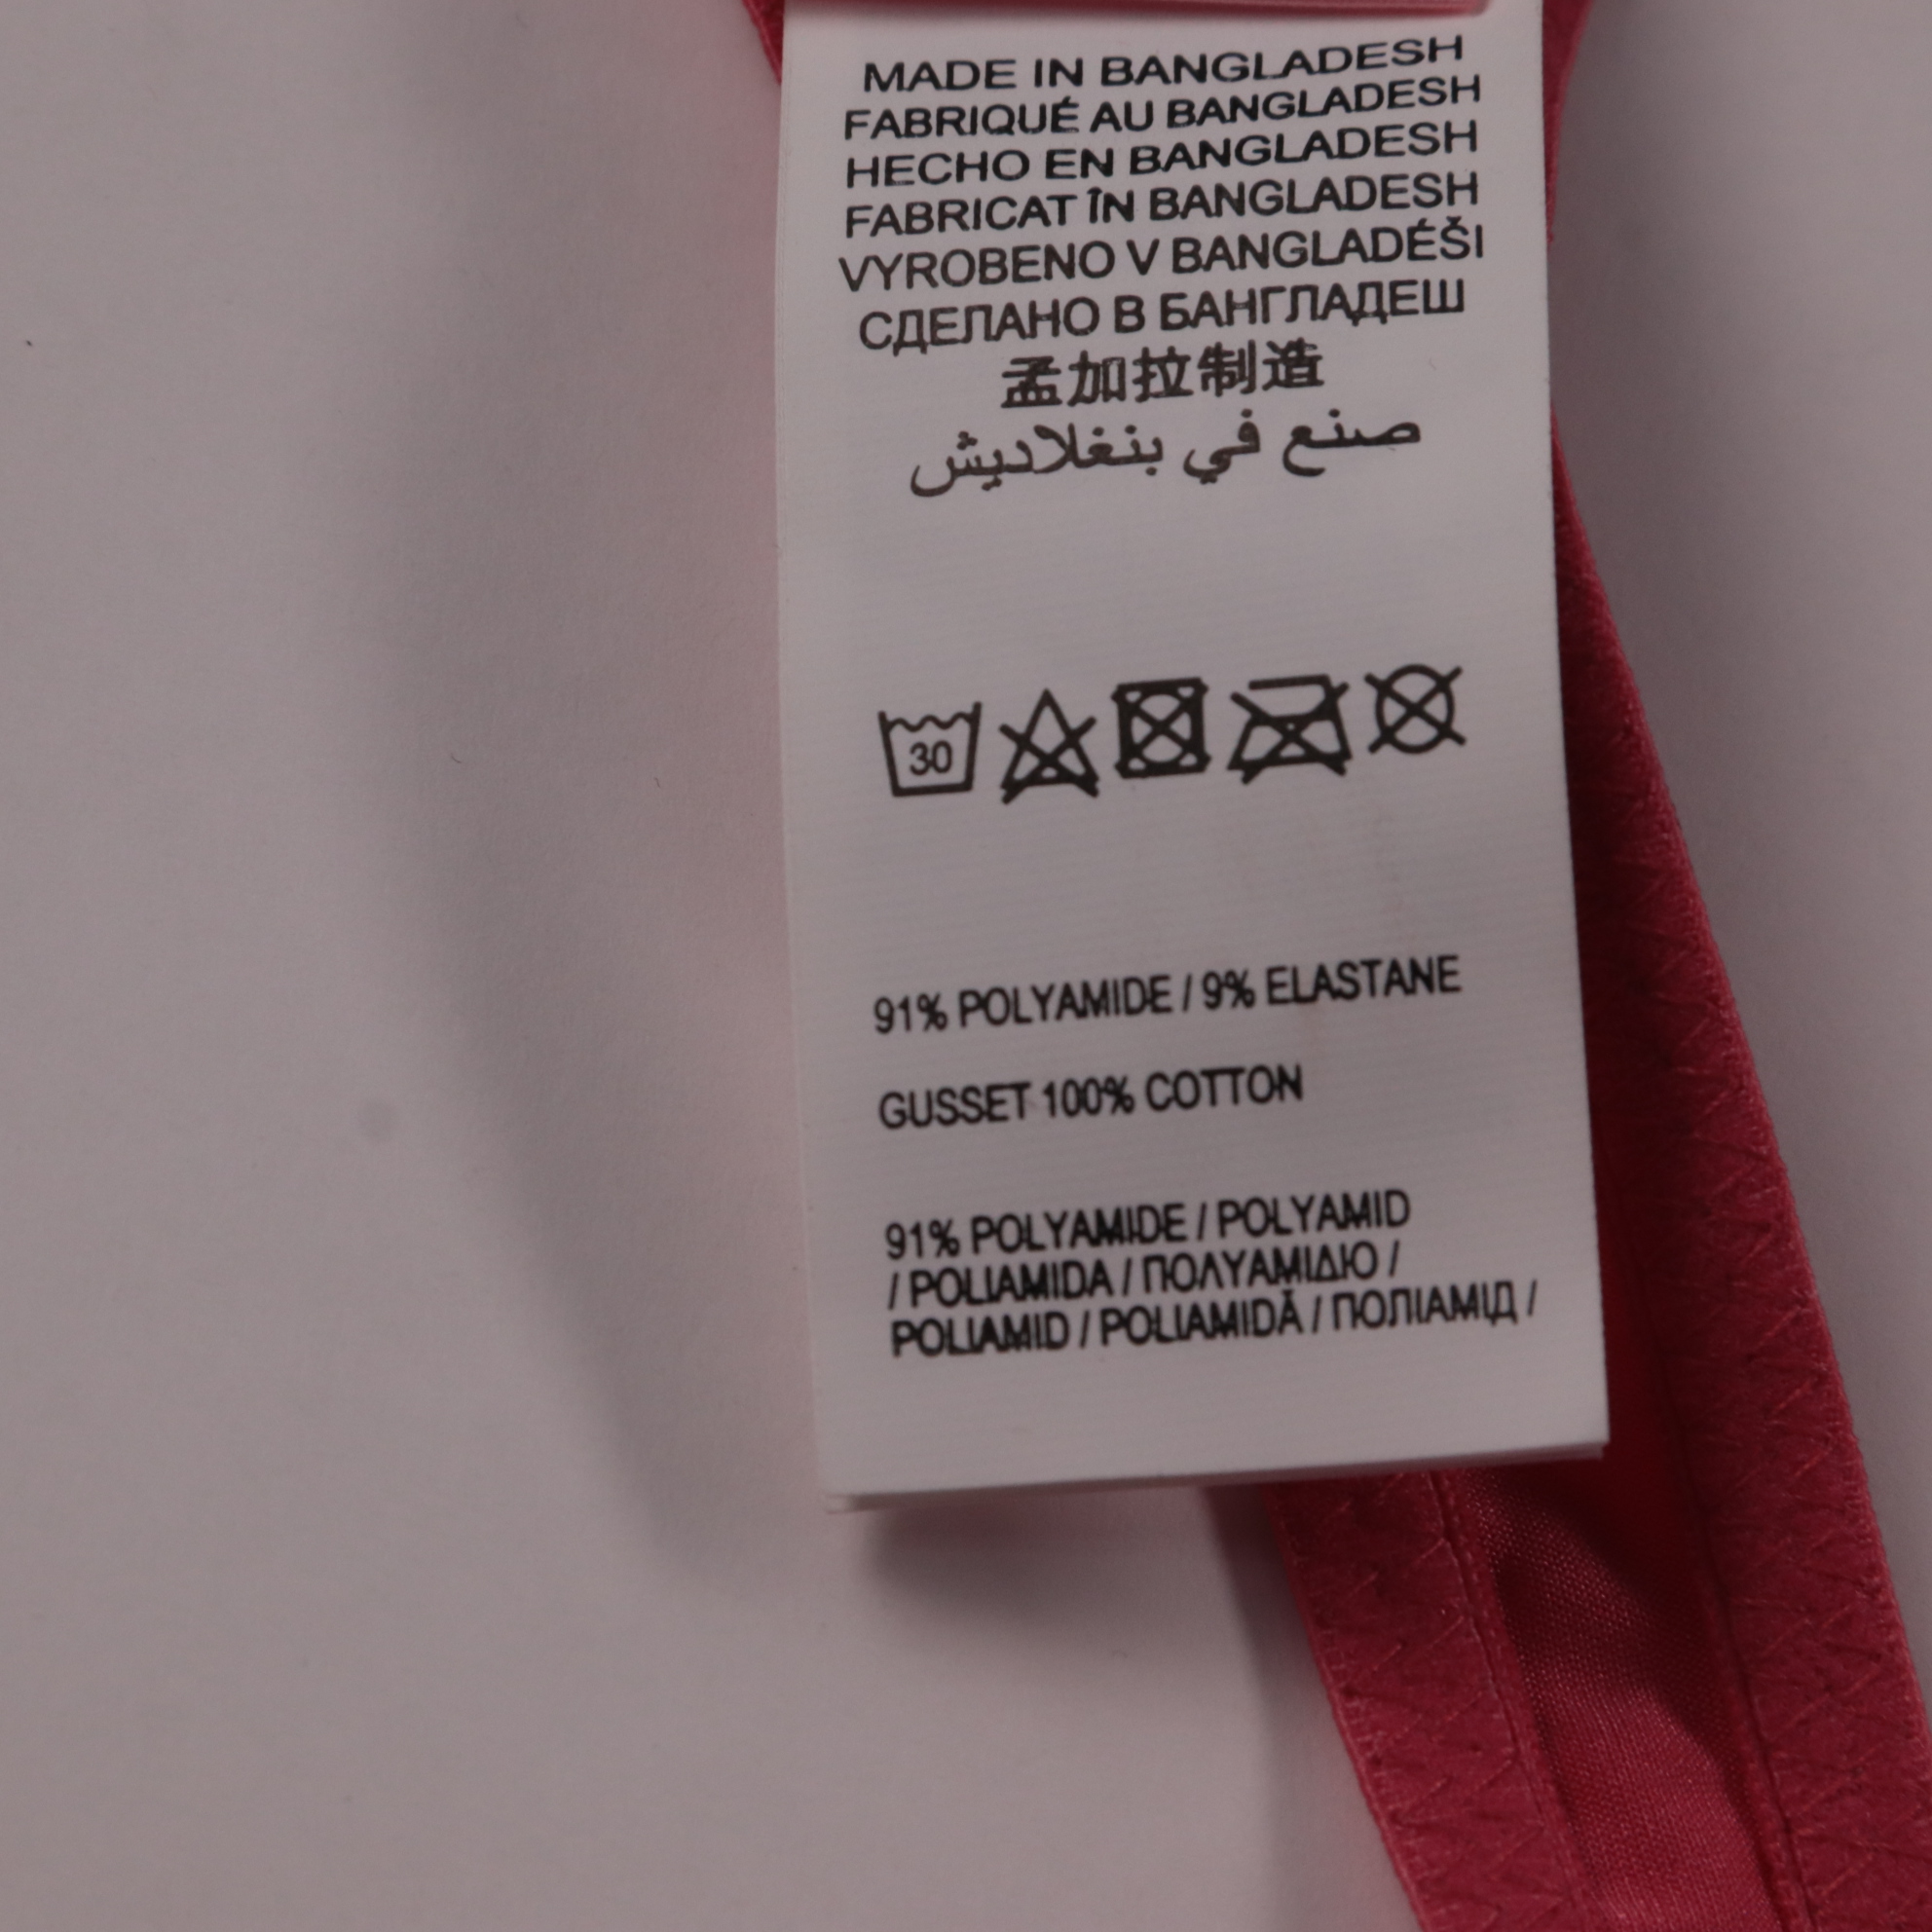 MADE IN BANGLADESH
FABRIQUÉ AU BANGLADESH
HECHO EN BANGLADESH
FABRICAT ÎN BANGLADESH
VYROBENO V BANGLADÉŠI
СДЕЛАНО В БАНГЛАДЕШ
孟加拉制造
صنع في بنغلاديش
30
91% POLYAMIDE / 9% ELASTANE
GUSSET 100% COTTON
91% POLYAMIDE / POLYAMID
/ POLIAMIDA / ΠΟΛΥΑΜΙΔΙΟ /
POLIAMID / POLIAMIDĂ / ПОЛІАМІД /